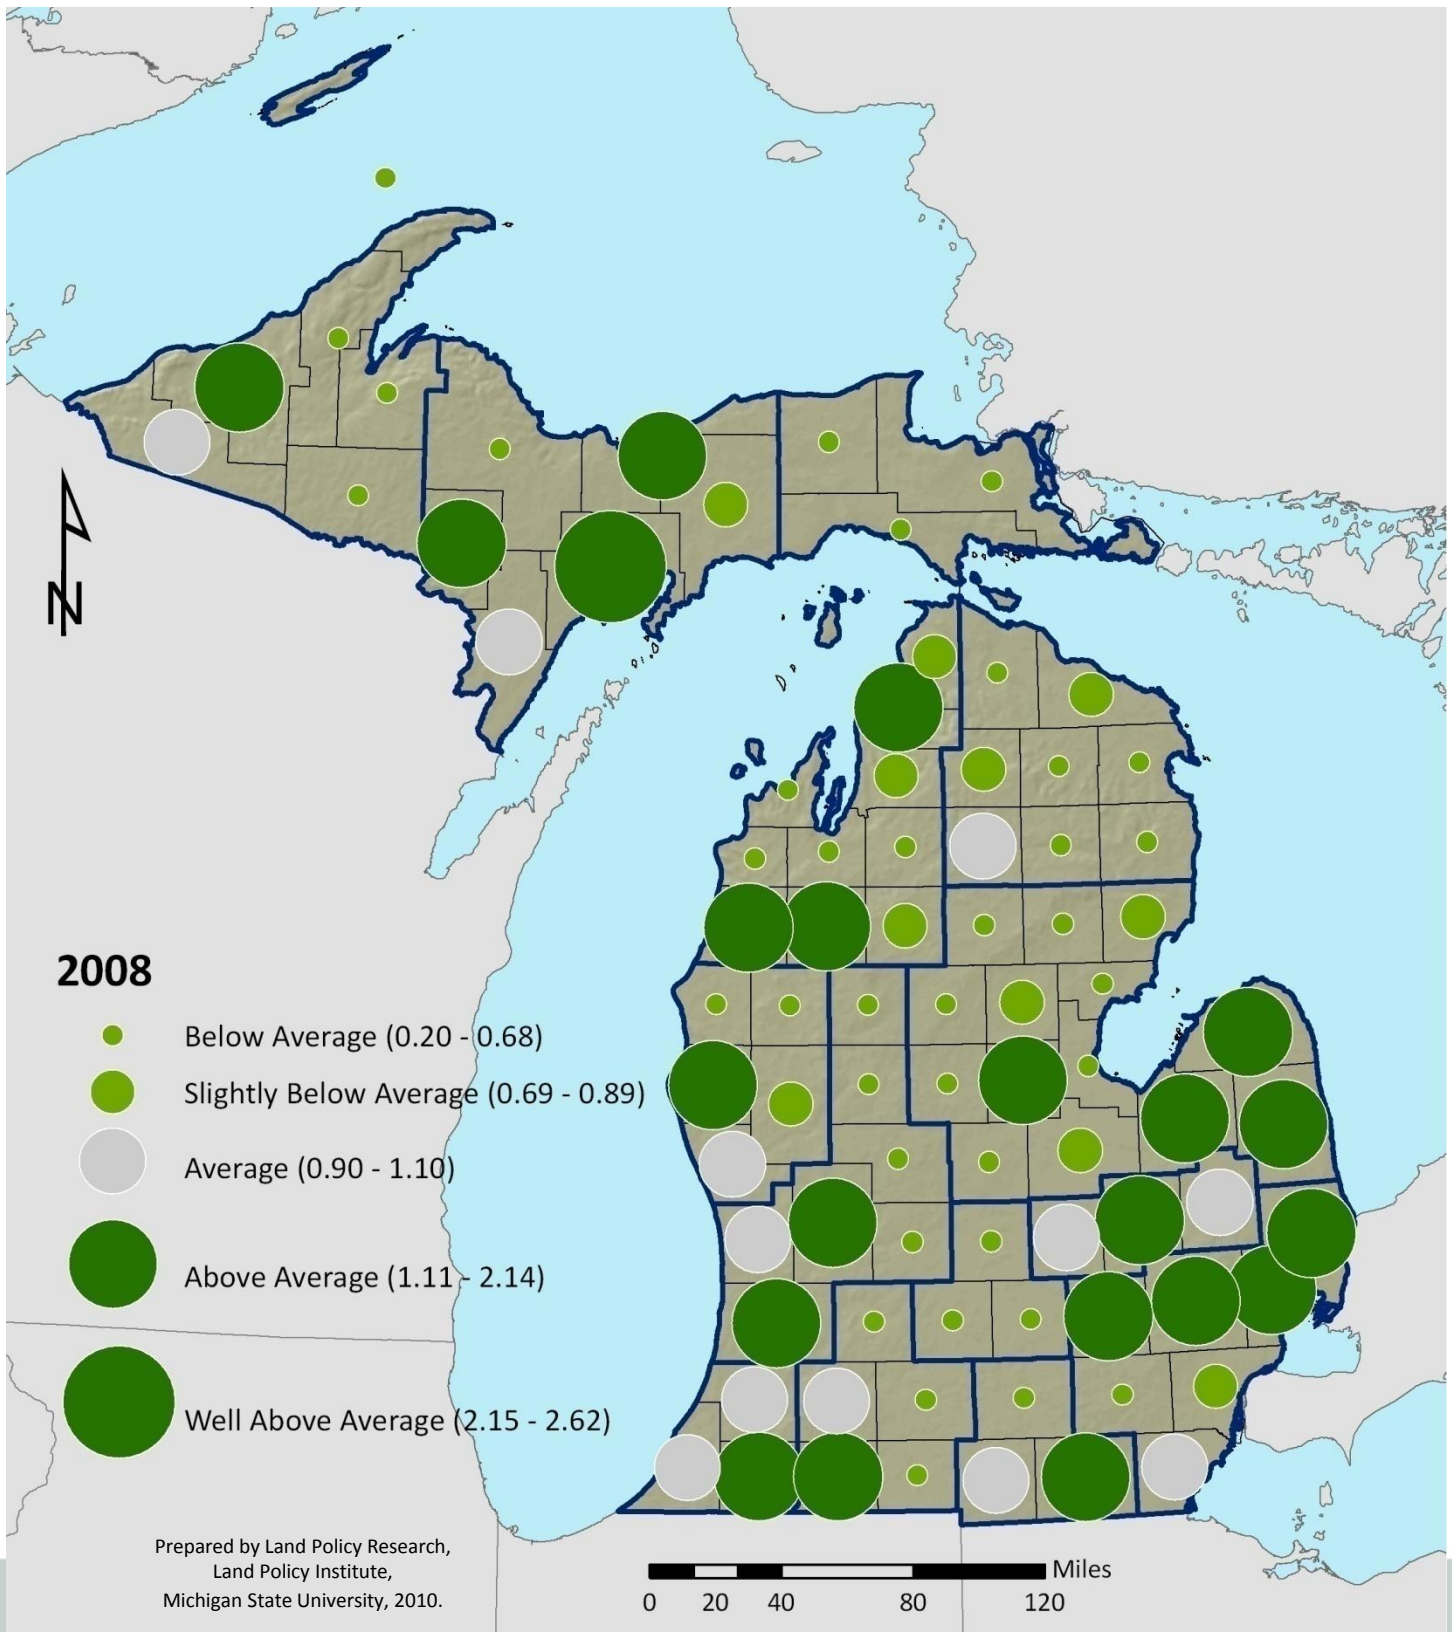 N
2008
Below Average (0.20 - 0.68)
Slightly Below Average (0.69 - 0.89)
Average (0.90 - 1.10)
Above Average (1.11 - 2.14)
Well Above Average (2.15 - 2.62)
Prepared by Land Policy Research,
Land Policy Institute,
Michigan State University, 2010.
Miles
0 20 40 80 120